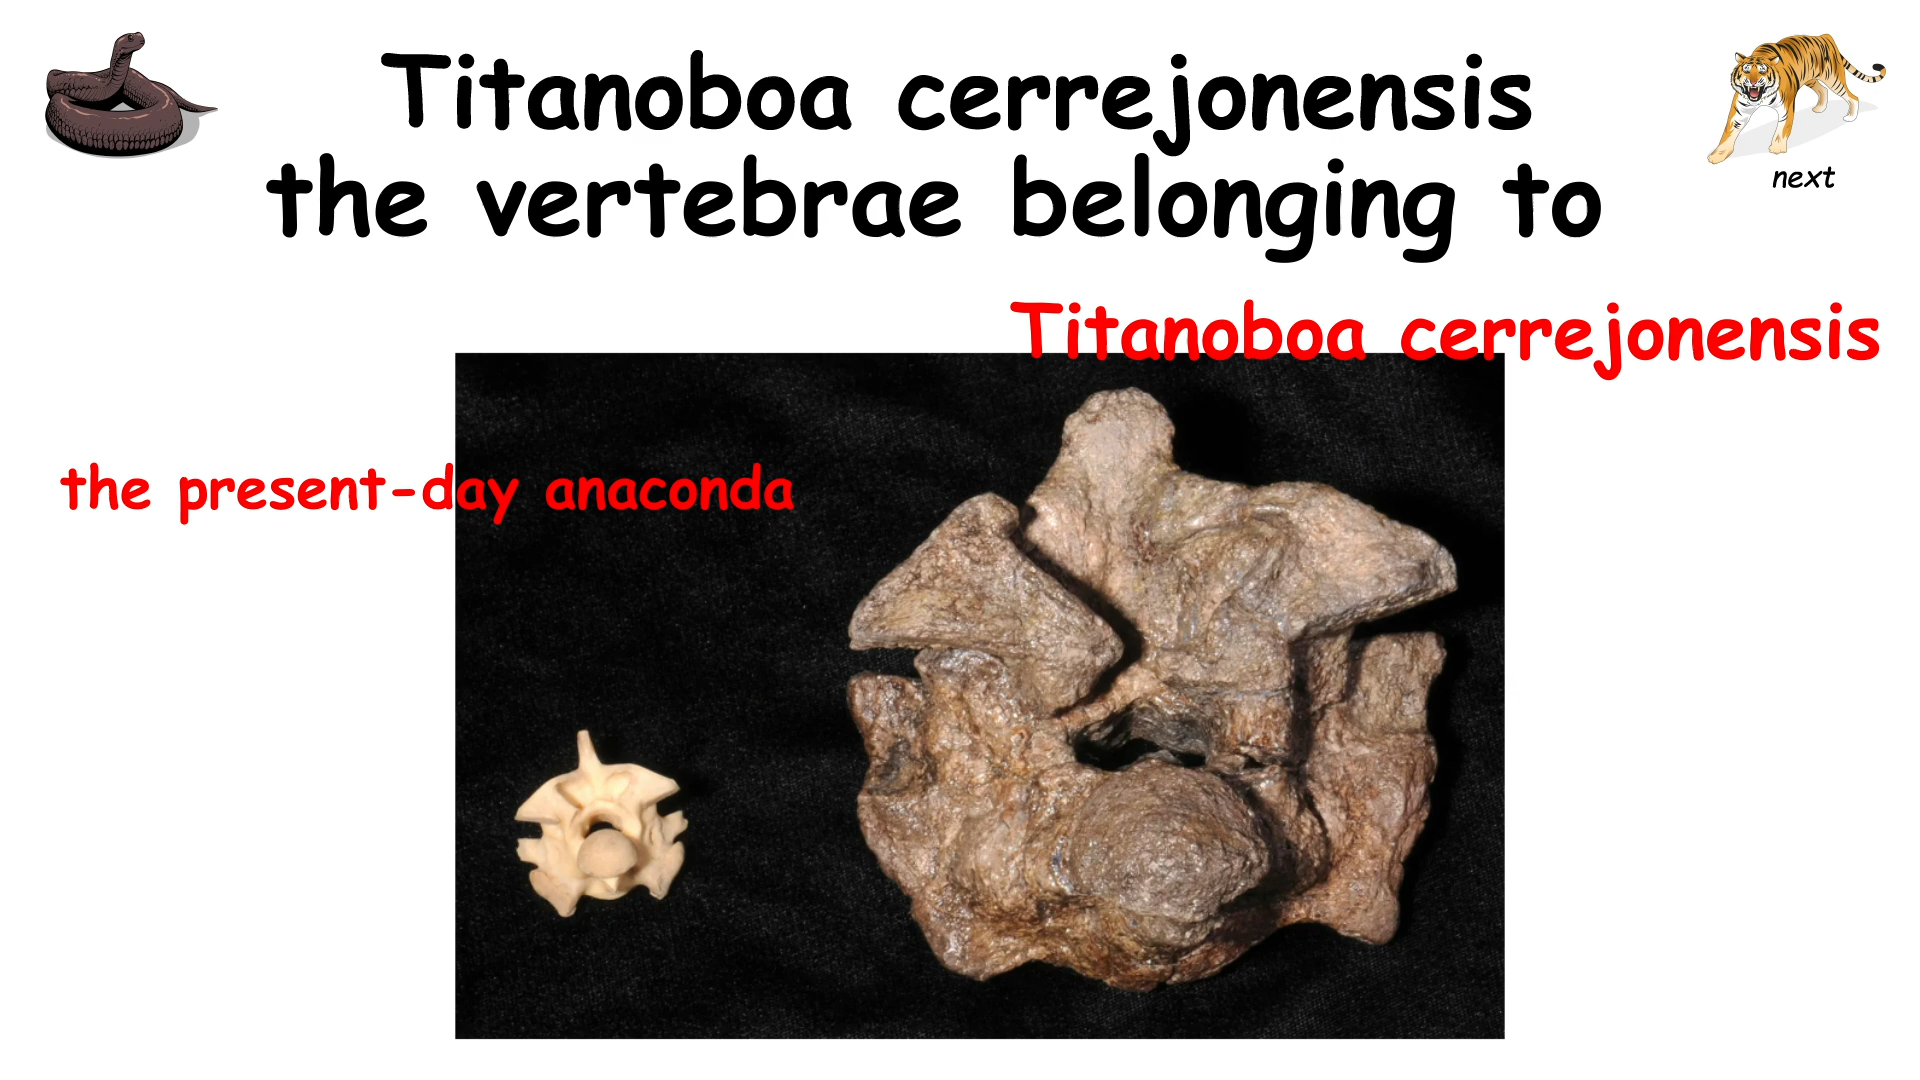 Titanoboa cerrejonensis
the vertebrae belonging to
next
Titanoboa cerrejonensis
the present-day anaconda